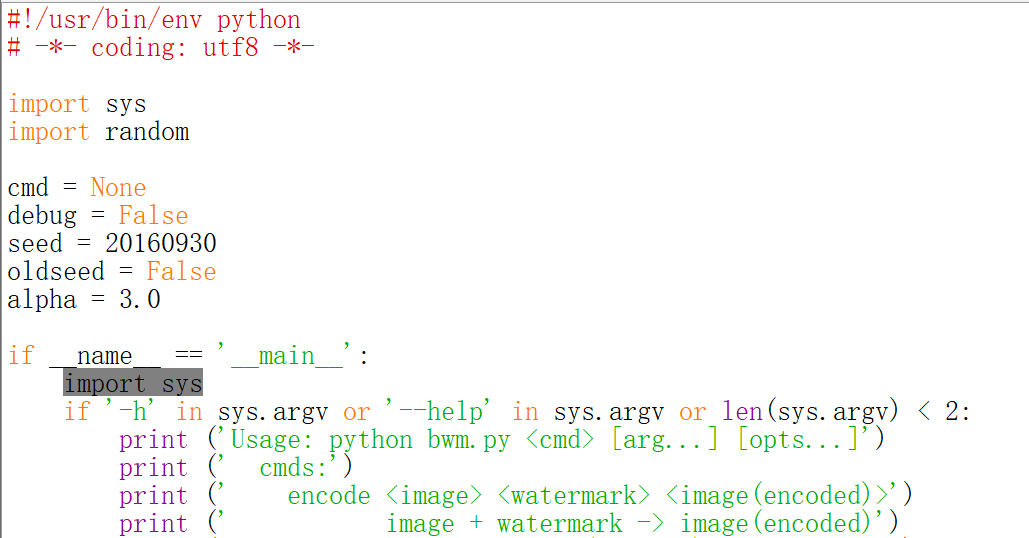 #!/usr/bin/env python
# -*- coding: utf8 -*-
import sys
import random
cmd = None
debug = False
seed = 20160930
oldseed = False
alpha = 3.0
if __name__ == '__main__':
    import sys
    if '-h' in sys.argv or '--help' in sys.argv or len(sys.argv) < 2:
        print ('Usage: python bwm.py <cmd> [arg...] [opts...]')
        print ('  cmds:')
        print ('    encode <image> <watermark> <image(encoded)>')
        print ('           image + watermark -> image(encoded)')